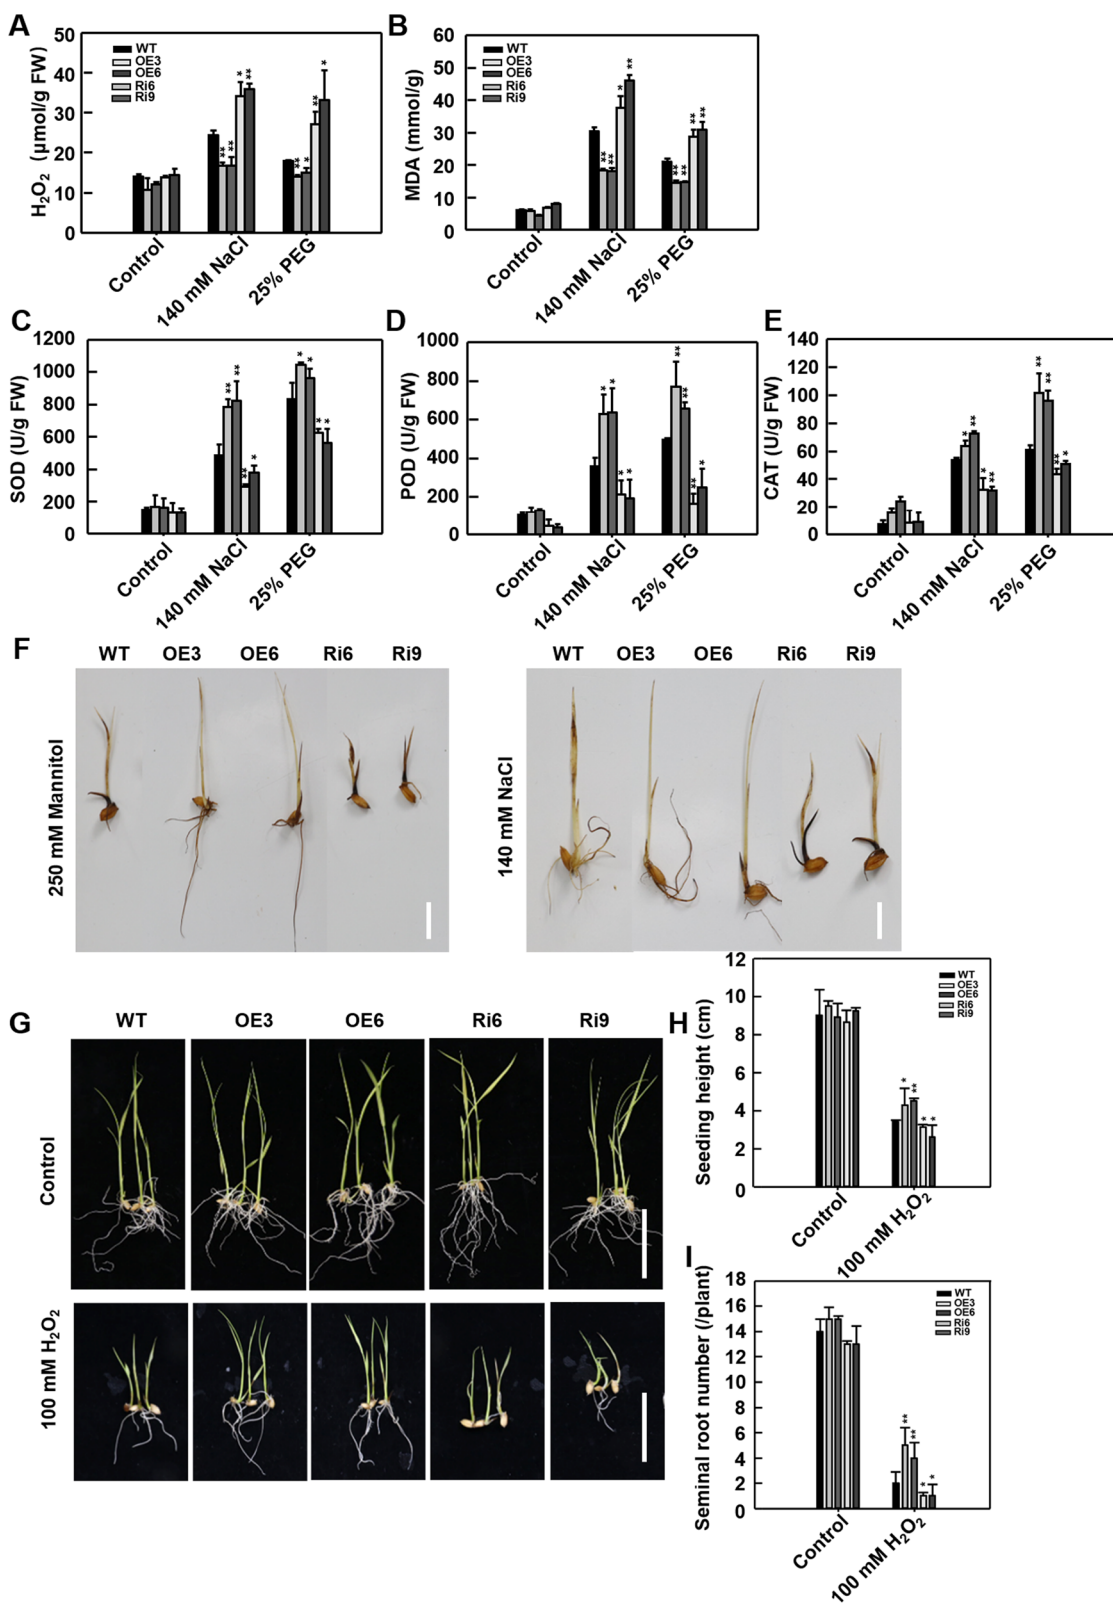 A
H₂O₂ (μmol/g FW)
50
40
30
20
10
0
WT
OE3
OE6
Ri6
Ri9
* ** * **
** ** * ** *
Control
140 mM NaCl
25% PEG
B
MDA (mmol/g)
60
50
40
30
20
10
0
WT
OE3
OE6
Ri6
Ri9
** ** * **
** ** ** **
Control
140 mM NaCl
25% PEG
C
SOD (U/g FW)
1200
1000
800
600
400
200
0
** ** ** *
* * * *
Control
140 mM NaCl
25% PEG
D
POD (U/g FW)
1000
800
600
400
200
0
* * * *
** ** ** *
Control
140 mM NaCl
25% PEG
E
CAT (U/g FW)
140
120
100
80
60
40
20
0
* ** * **
** ** ** *
Control
140 mM NaCl
25% PEG
F
WT OE3 OE6 Ri6 Ri9
250 mM Mannitol
WT OE3 OE6 Ri6 Ri9
140 mM NaCl
G
WT OE3 OE6 Ri6 Ri9
Control
100 mM H₂O₂
H
Seeding height (cm)
12
10
8
6
4
2
0
WT
OE3
OE6
Ri6
Ri9
* ** * *
Control
100 mM H₂O₂
I
Seminal root number (/plant)
18
16
14
12
10
8
6
4
2
0
WT
OE3
OE6
Ri6
Ri9
** ** * *
Control
100 mM H₂O₂